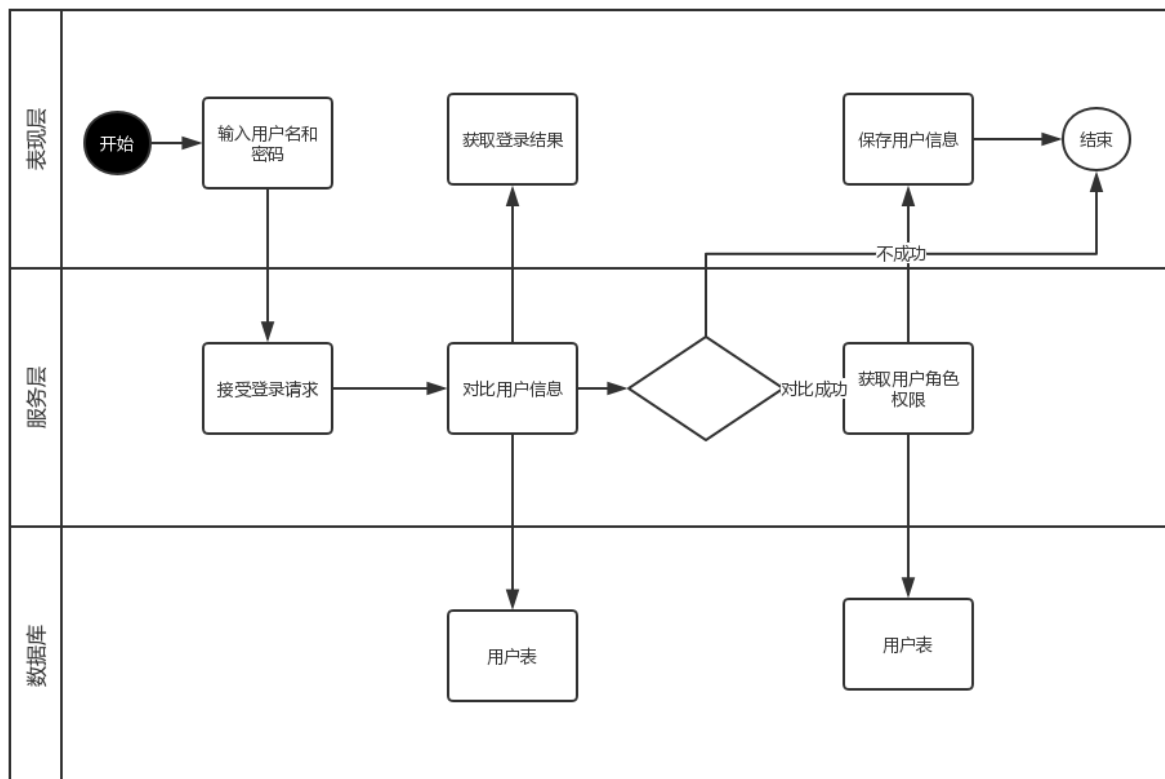 表现层
开始
输入用户名和
密码
获取登录结果
保存用户信息
结束
不成功
服务层
接受登录请求
对比用户信息
对比成功
获取用户角色
权限
数据库
用户表
用户表